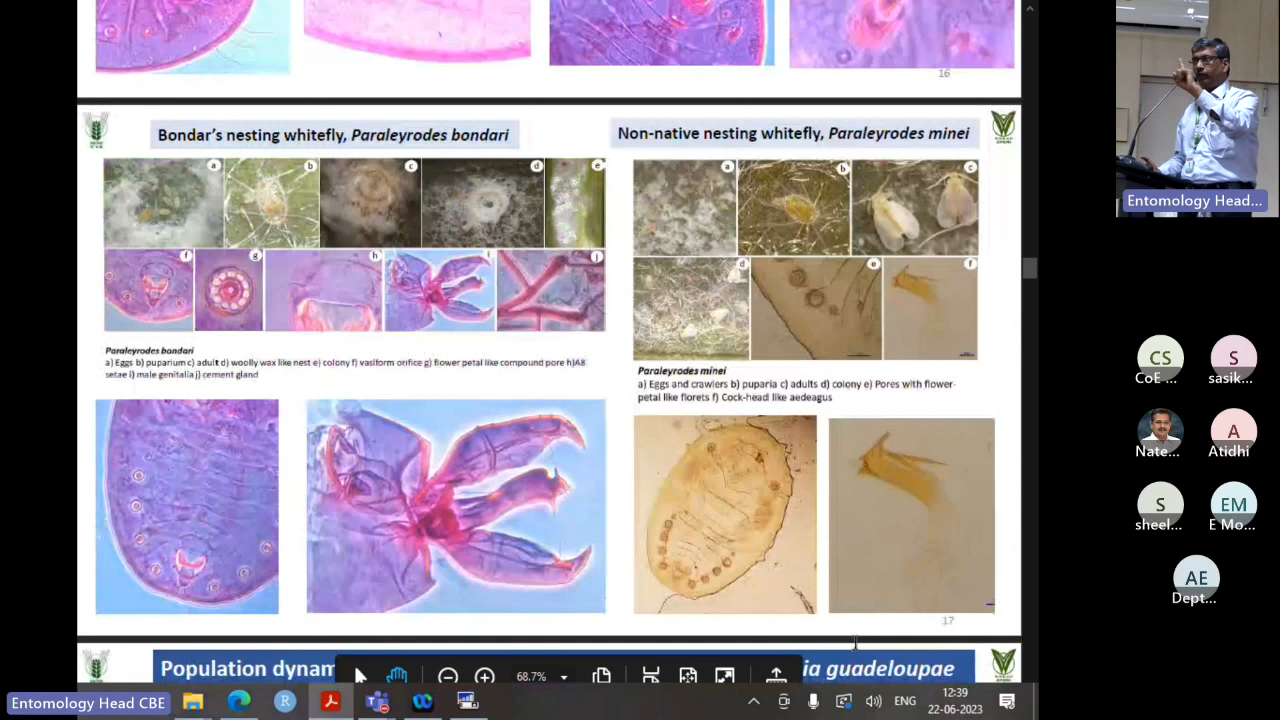 16
Bondar's nesting whitefly, Paraleyrodes bondari
Non-native nesting whitefly, Paraleyrodes minei
a
b
c
d
e
f
g
h
i
j
a
b
c
d
e
f
Paraleyrodes bondari
a) Eggs b) puparium c) adult d) woolly wax like nest e) colony f) vasiform orifice g) flower petal like compound pore h)A8
setae i) male genitalia j) cement gland
Paraleyrodes minei
a) Eggs and crawlers b) puparia c) adults d) colony e) Pores with flower-
petal like florets f) Cock-head like aedeagus
17
Population dynam
ia guadeloupae
68.7%
Entomology Head...
CS
CoE ...
S
sasik...
Nate...
A
Atidhi
S
sheel...
EM
E Mo...
AE
Dept...
Entomology Head CBE
R
ENG
12:39
22-06-2023